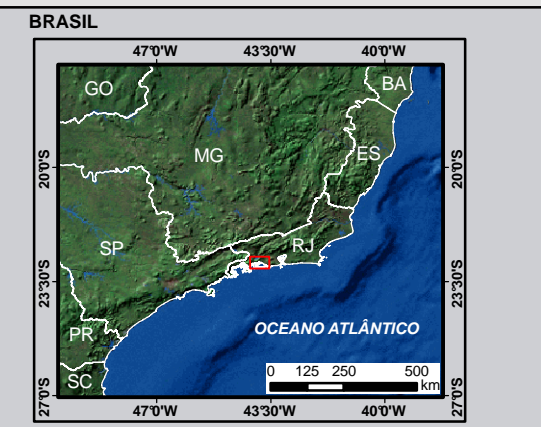 BRASIL
47°0'W 43°30'W 40°0'W
GO
BA
MG
ES
20°0'S 20°0'S
SP
RJ
23°30'S 23°30'S
PR
OCEANO ATLÂNTICO
SC
0 125 250 500
km
27°0'S 27°0'S
47°0'W 43°30'W 40°0'W